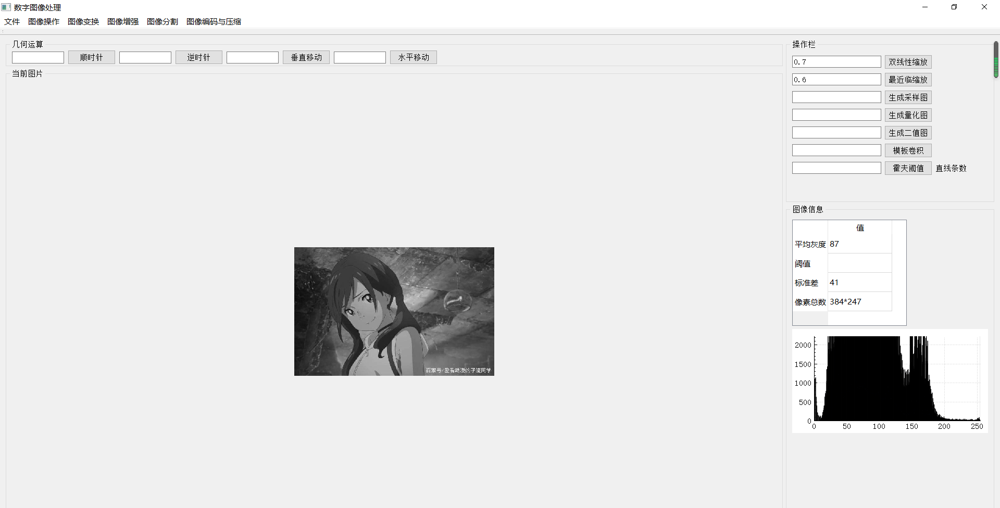 数字图像处理
文件 图像操作 图像变换 图像增强 图像分割 图像编码与压缩
几何运算
顺时针 逆时针 垂直移动 水平移动
当前图片
百家号/爱看动漫的子流同学
操作栏
0.7 双线性缩放
0.6 最近临缩放
生成采样图
生成量化图
生成二值图
模板卷积
霍夫阈值 直线条数
图像信息
值
平均灰度 87
阈值
标准差 41
像素总数 384*247
2000
1500
1000
500
0
0 50 100 150 200 250